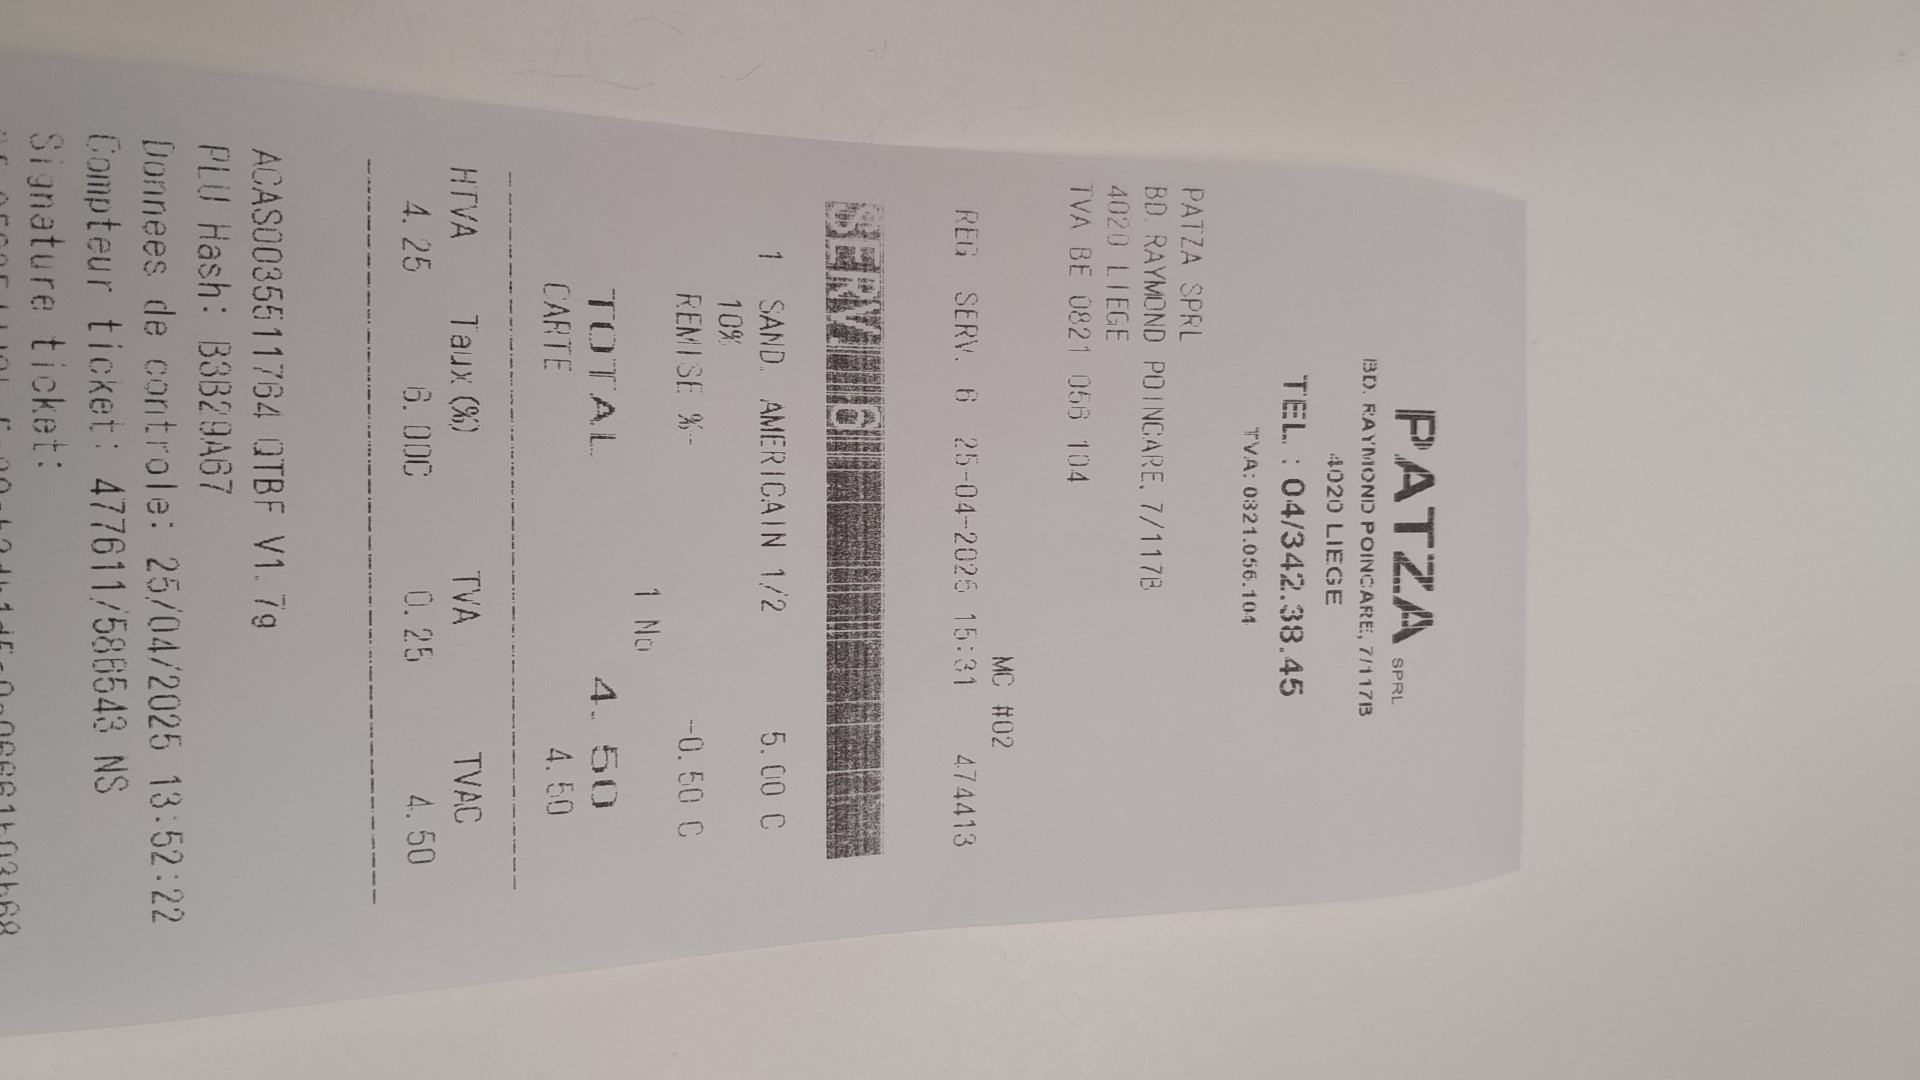 PATZA SPRL
BD. RAYMOND POINCARE, 7/117B
4020 LIEGE
TEL. : 04/342.38.45
TVA: 0821.056.104
PATZA SPRL
BD. RAYMOND POINCARE, 7/117B
4020 LIEGE
TVA BE 0821 056 104
MC #02
REG SERV. 6 25-04-2025 15:31 474413
SERV. 6
1 SAND. AMERICAIN 1/2 5.00 C
10%
REMISE %- -0.50 C
1 No
TOTAL 4.50
CARTE 4.50
HTVA Taux(%) TVA TVAC
4.25 6.00C 0.25 4.50
ACAS0035511764 QTBF V1.7g
PLU Hash: B3B29A67
Donnees de controle: 25/04/2025 13:52:22
Compteur ticket: 477611/586543 NS
Signature ticket: